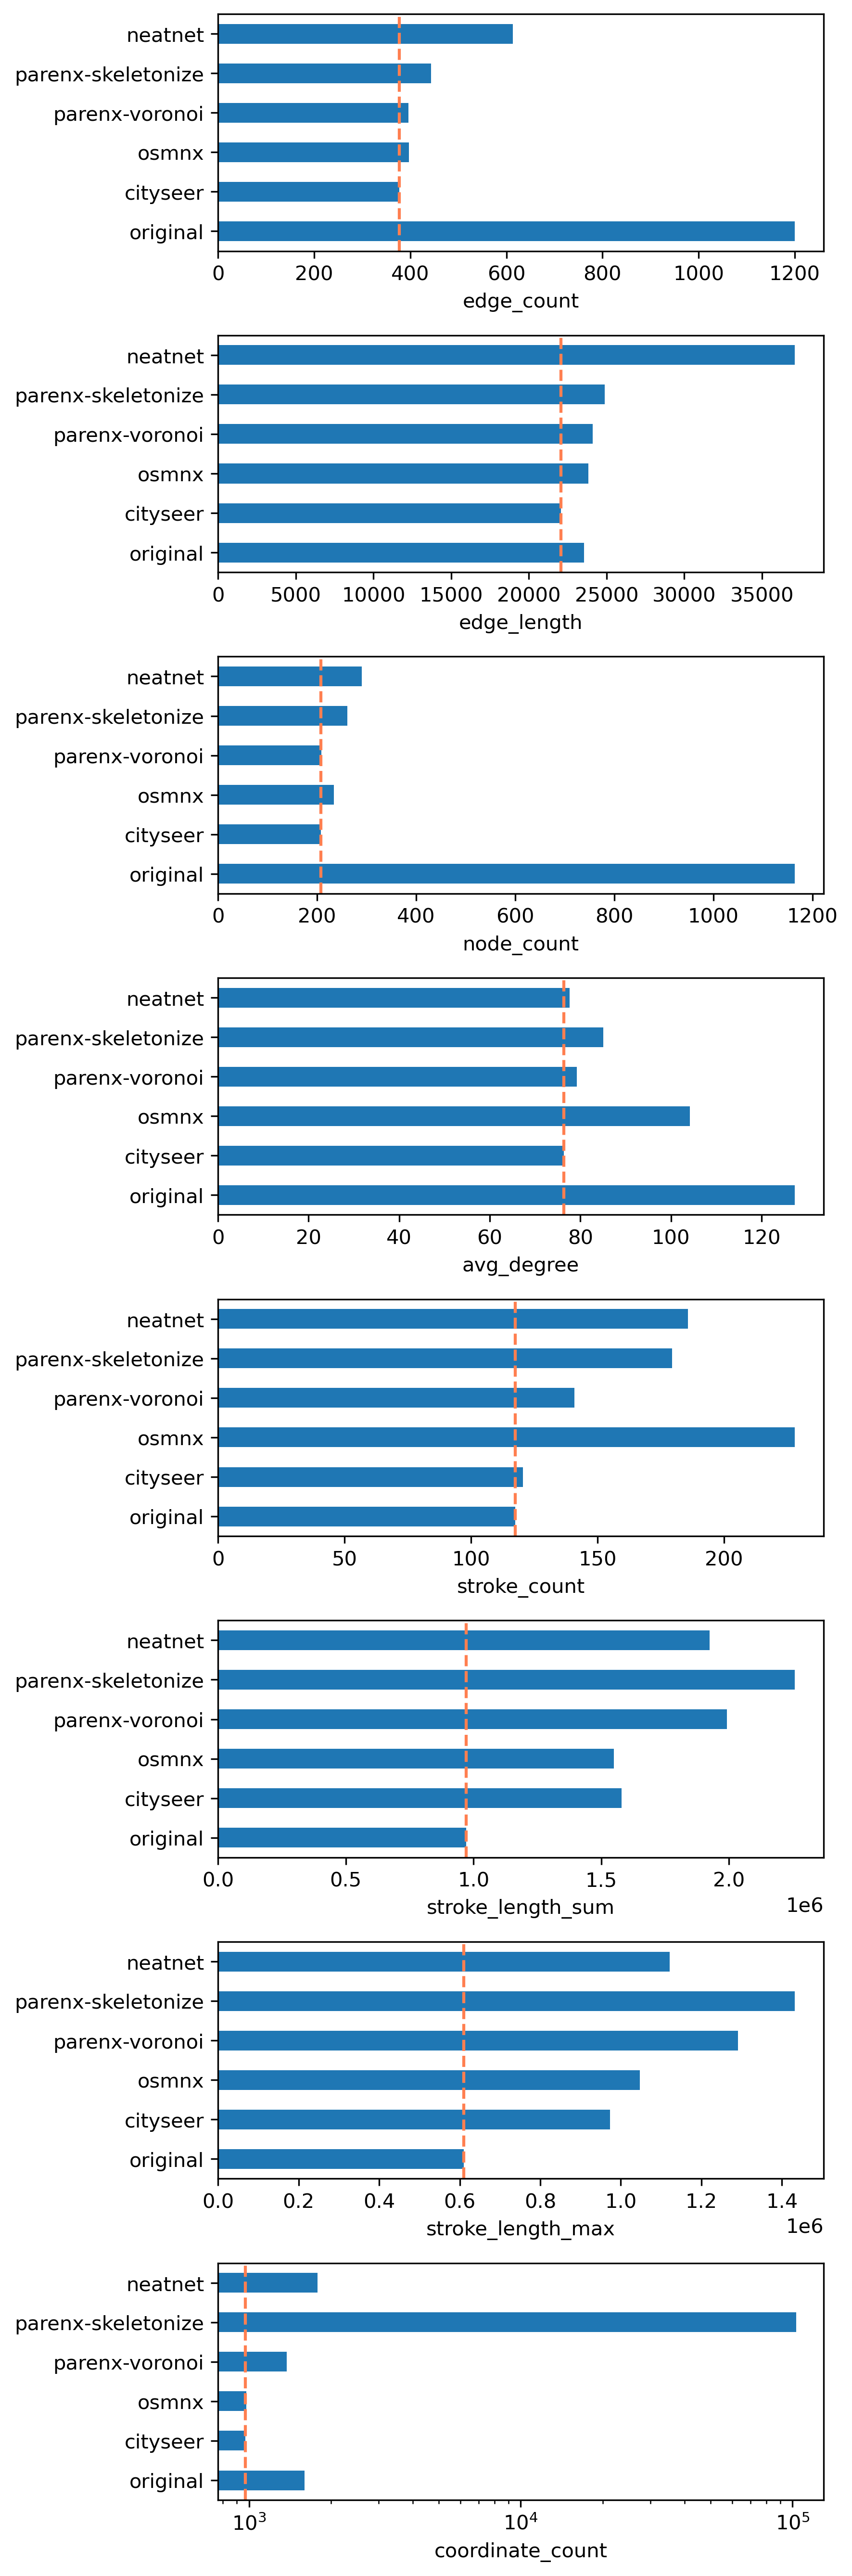 neatnet
parenx-skeletonize
parenx-voronoi
osmnx
cityseer
original
0 200 400 600 800 1000 1200
edge_count
neatnet
parenx-skeletonize
parenx-voronoi
osmnx
cityseer
original
0 5000 10000 15000 20000 25000 30000 35000
edge_length
neatnet
parenx-skeletonize
parenx-voronoi
osmnx
cityseer
original
0 200 400 600 800 1000 1200
node_count
neatnet
parenx-skeletonize
parenx-voronoi
osmnx
cityseer
original
0 20 40 60 80 100 120
avg_degree
neatnet
parenx-skeletonize
parenx-voronoi
osmnx
cityseer
original
0 50 100 150 200
stroke_count
neatnet
parenx-skeletonize
parenx-voronoi
osmnx
cityseer
original
0.0 0.5 1.0 1.5 2.0
stroke_length_sum 1e6
neatnet
parenx-skeletonize
parenx-voronoi
osmnx
cityseer
original
0.0 0.2 0.4 0.6 0.8 1.0 1.2 1.4
stroke_length_max 1e6
neatnet
parenx-skeletonize
parenx-voronoi
osmnx
cityseer
original
10³ 10⁴ 10⁵
coordinate_count